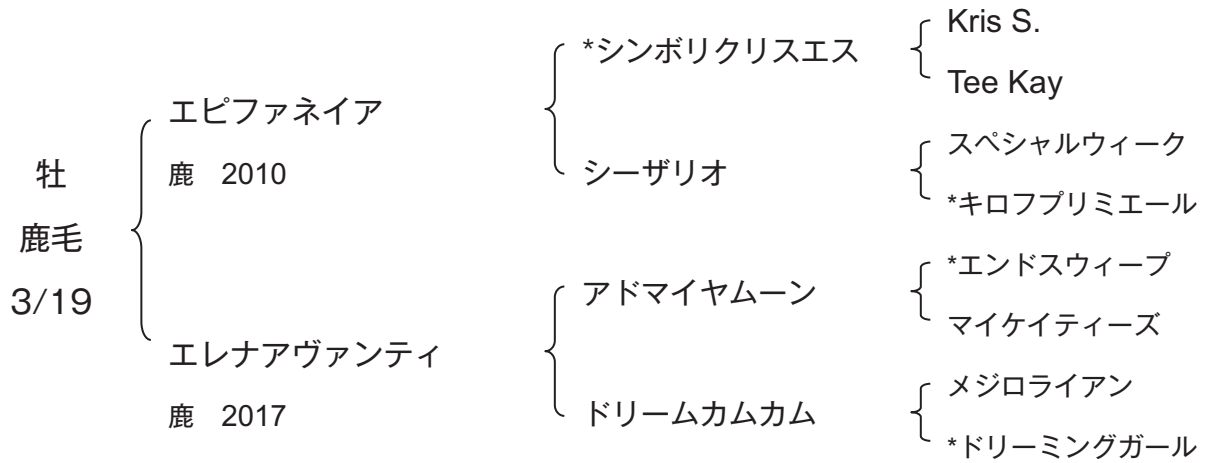 牡
鹿毛
3/19
エピファネイア
鹿 2010
エレナアヴァンティ
鹿 2017
*シンボリクリスエス
シーザリオ
アドマイヤムーン
ドリームカムカム
Kris S.
Tee Kay
スペシャルウィーク
*キロフプリミエール
*エンドスウィープ
マイケイティーズ
メジロライアン
*ドリーミングガール